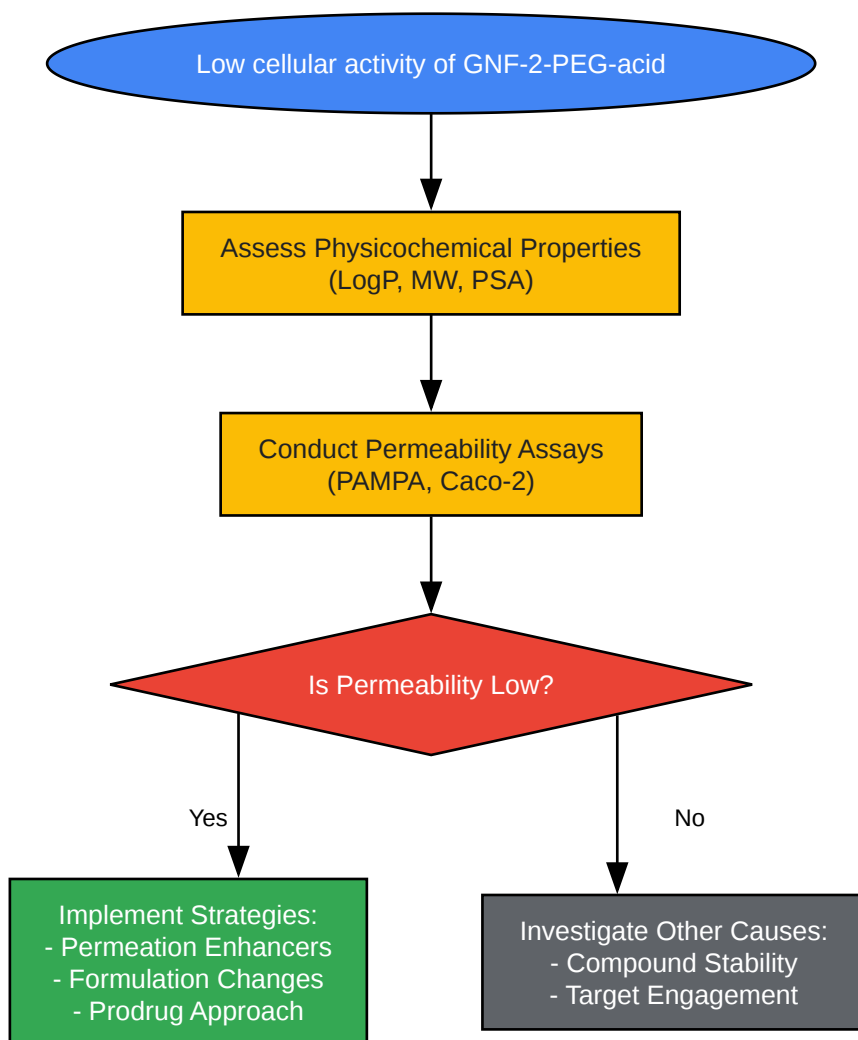 Low cellular activity of GNF-2-PEG-acid
Assess Physicochemical Properties
(LogP, MW, PSA)
Conduct Permeability Assays
(PAMPA, Caco-2)
Is Permeability Low?
Yes
No
Implement Strategies:
- Permeation Enhancers
- Formulation Changes
- Prodrug Approach
Investigate Other Causes:
- Compound Stability
- Target Engagement